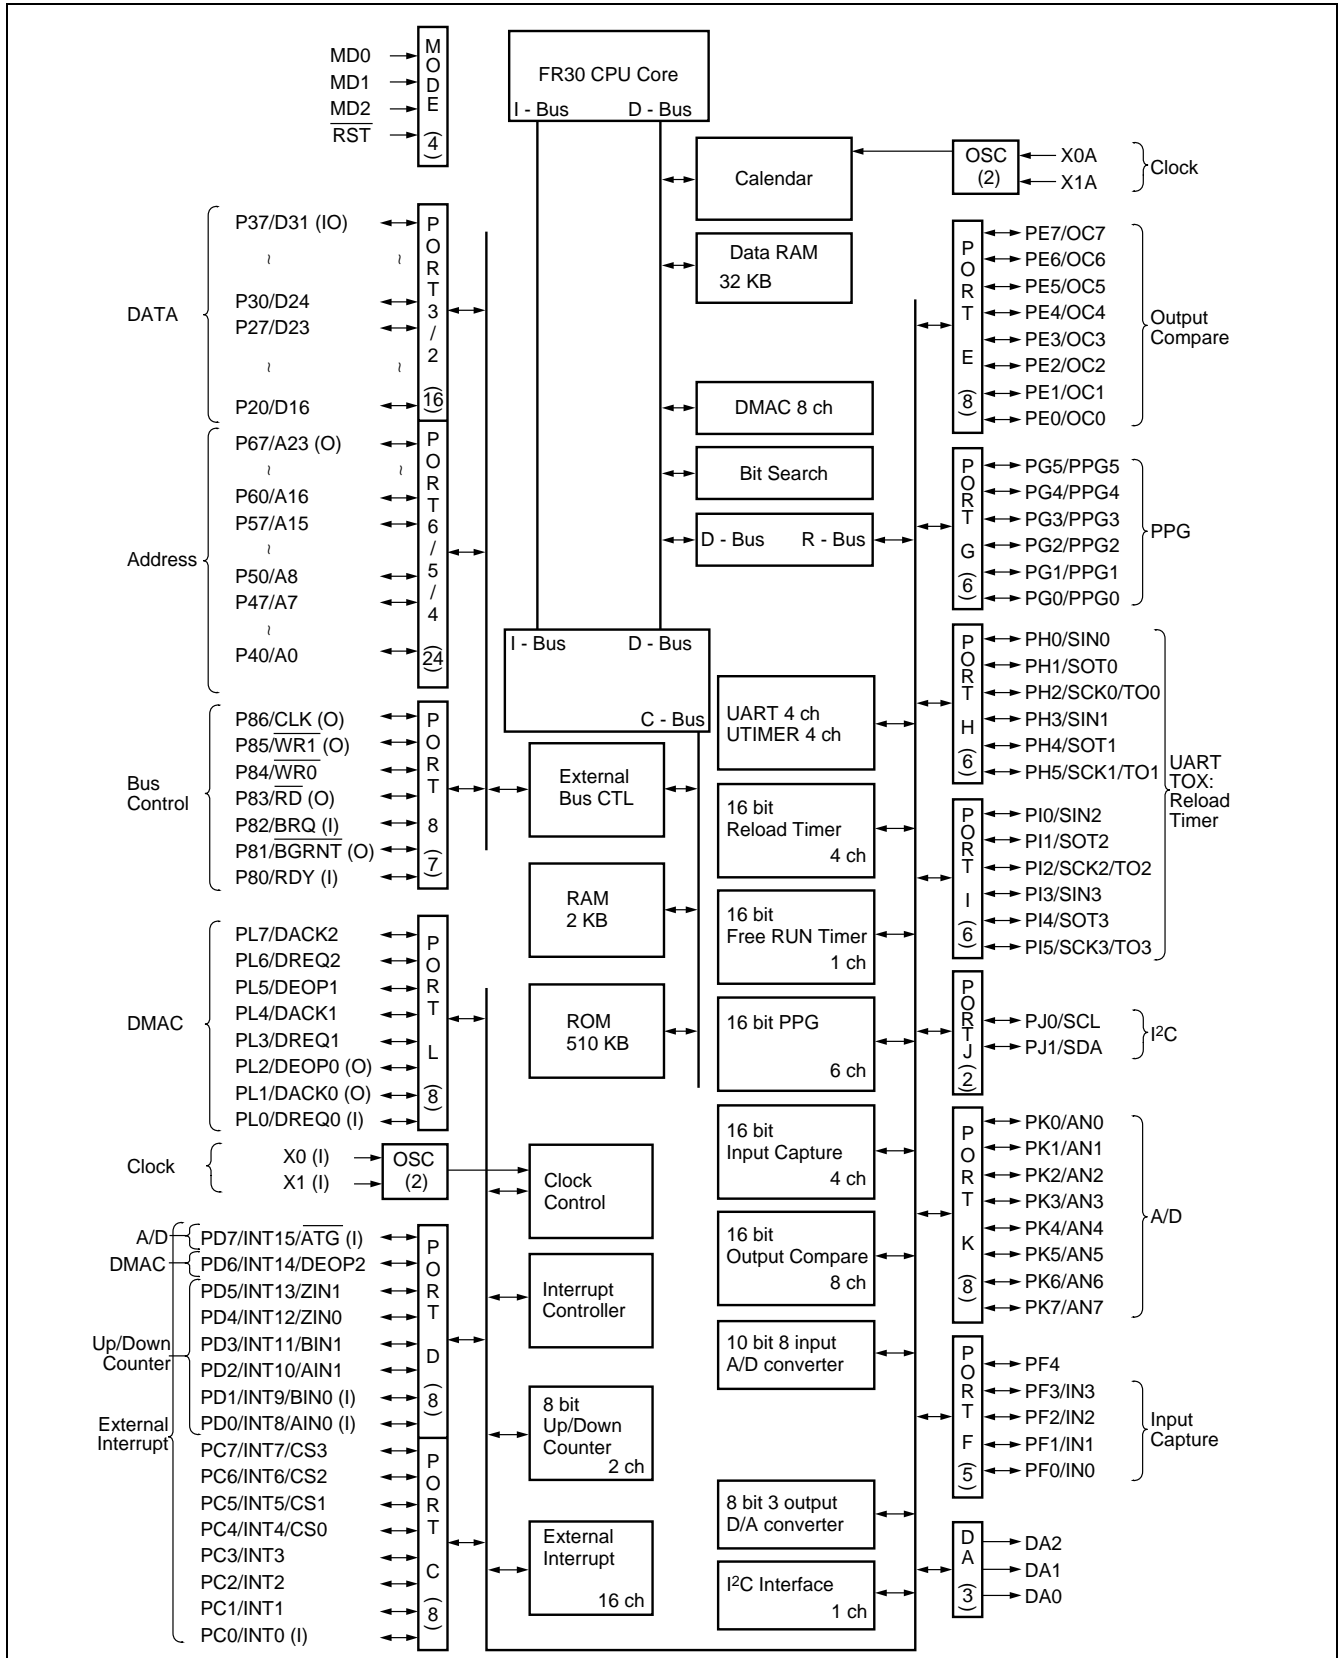 MD0
MD1
MD2
RST
MODE (4)
FR30 CPU Core
I - Bus D - Bus
Calendar
OSC (2)
X0A
X1A
Clock
DATA
P37/D31 (IO)
~ ~
P30/D24
P27/D23
~ ~
P20/D16
PORT3/2 (16)
Address
P67/A23 (O)
~ ~
P60/A16
P57/A15
~
P50/A8
P47/A7
~
P40/A0
PORT6/5/4 (24)
Data RAM
32 KB
DMAC 8 ch
Bit Search
D - Bus R - Bus
PORT E (8)
PE7/OC7
PE6/OC6
PE5/OC5
PE4/OC4
PE3/OC3
PE2/OC2
PE1/OC1
PE0/OC0
Output
Compare
PORT G (6)
PG5/PPG5
PG4/PPG4
PG3/PPG3
PG2/PPG2
PG1/PPG1
PG0/PPG0
PPG
I - Bus D - Bus
C - Bus
Bus
Control
P86/CLK (O)
P85/WR1 (O)
P84/WR0
P83/RD (O)
P82/BRQ (I)
P81/BGRNT (O)
P80/RDY (I)
PORT 8 (7)
External
Bus CTL
RAM
2 KB
ROM
510 KB
UART 4 ch
UTIMER 4 ch
16 bit
Reload Timer
4 ch
16 bit
Free RUN Timer
1 ch
16 bit PPG
6 ch
16 bit
Input Capture
4 ch
16 bit
Output Compare
8 ch
10 bit 8 input
A/D converter
8 bit 3 output
D/A converter
I2C Interface
1 ch
PORT H (6)
PH0/SIN0
PH1/SOT0
PH2/SCK0/TO0
PH3/SIN1
PH4/SOT1
PH5/SCK1/TO1
PORT I (6)
PI0/SIN2
PI1/SOT2
PI2/SCK2/TO2
PI3/SIN3
PI4/SOT3
PI5/SCK3/TO3
UART
TOX:
Reload
Timer
PORTJ (2)
PJ0/SCL
PJ1/SDA
I2C
PORT K (8)
PK0/AN0
PK1/AN1
PK2/AN2
PK3/AN3
PK4/AN4
PK5/AN5
PK6/AN6
PK7/AN7
A/D
PORT F (5)
PF4
PF3/IN3
PF2/IN2
PF1/IN1
PF0/IN0
Input
Capture
DA (3)
DA2
DA1
DA0
DMAC
PL7/DACK2
PL6/DREQ2
PL5/DEOP1
PL4/DACK1
PL3/DREQ1
PL2/DEOP0 (O)
PL1/DACK0 (O)
PL0/DREQ0 (I)
PORT L (8)
Clock
X0 (I)
X1 (I)
OSC
(2)
Clock
Control
Interrupt
Controller
8 bit
Up/Down
Counter
2 ch
External
Interrupt
16 ch
A/D
DMAC
Up/Down
Counter
External
Interrupt
PD7/INT15/ATG (I)
PD6/INT14/DEOP2
PD5/INT13/ZIN1
PD4/INT12/ZIN0
PD3/INT11/BIN1
PD2/INT10/AIN1
PD1/INT9/BIN0 (I)
PD0/INT8/AIN0 (I)
PORT D (8)
PC7/INT7/CS3
PC6/INT6/CS2
PC5/INT5/CS1
PC4/INT4/CS0
PC3/INT3
PC2/INT2
PC1/INT1
PC0/INT0 (I)
PORT C (8)